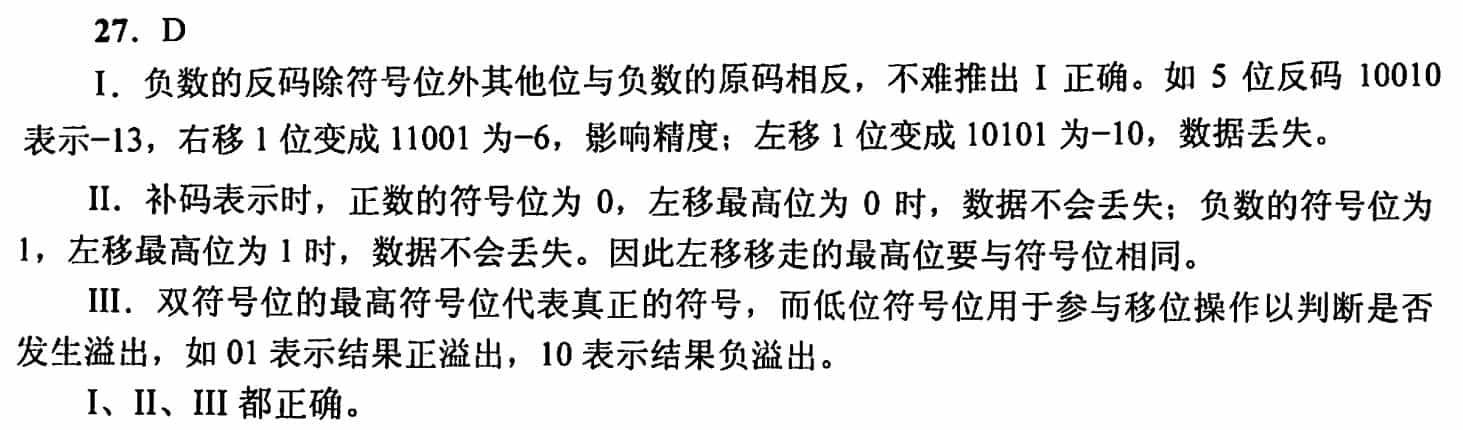 27. D
I. 负数的反码除符号位外其他位与负数的原码相反，不难推出 I 正确。如 5 位反码 10010
表示−13，右移 1 位变成 11001 为−6，影响精度；左移 1 位变成 10101 为−10，数据丢失。
II. 补码表示时，正数的符号位为 0，左移最高位为 0 时，数据不会丢失；负数的符号位为
1，左移最高位为 1 时，数据不会丢失。因此左移移走的最高位要与符号位相同。
III. 双符号位的最高符号位代表真正的符号，而低位符号位用于参与移位操作以判断是否
发生溢出，如 01 表示结果正溢出，10 表示结果负溢出。
I、II、III 都正确。